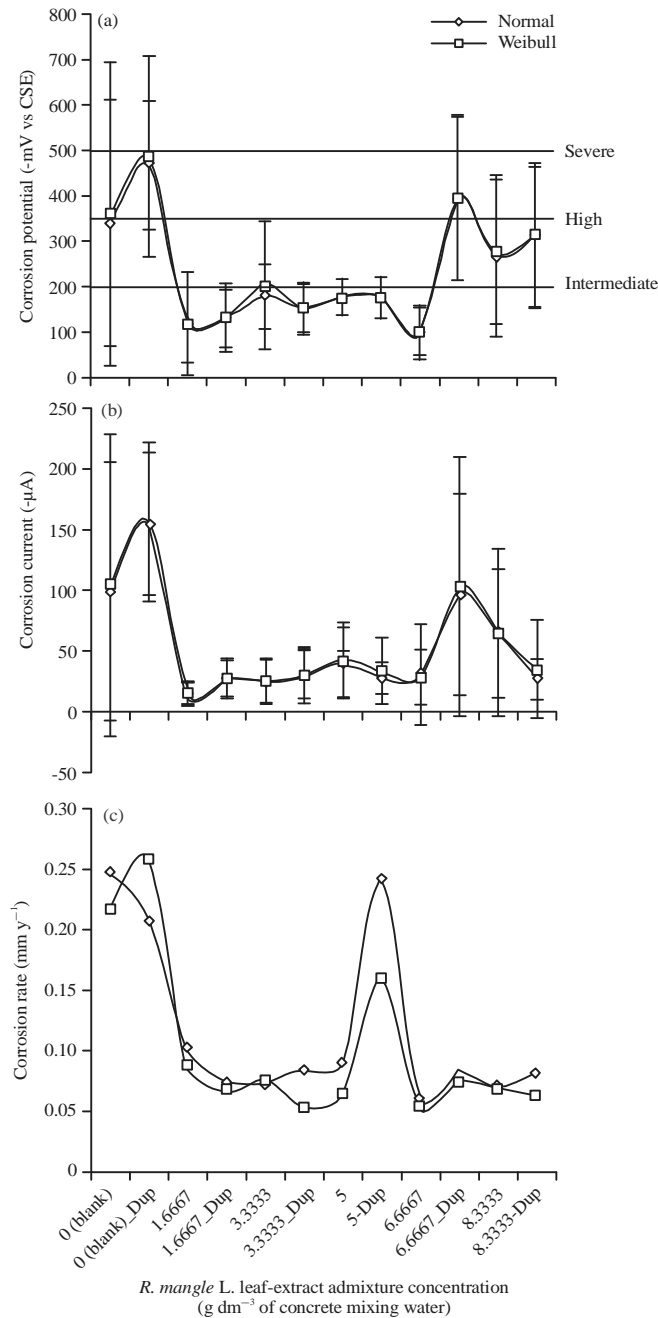 (a)
Normal
Weibull
800
700
600
500
400
300
200
100
0
Corrosion potential (-mV vs CSE)
Severe
High
Intermediate
(b)
250
200
150
100
50
0
-50
Corrosion current (-µA)
(c)
0.30
0.25
0.20
0.15
0.10
0.05
0
Corrosion rate (mm y⁻¹)
0 (blank)
0 (blank)_Dup
1.6667
1.6667_Dup
3.3333
3.3333_Dup
5
5-Dup
6.6667
6.6667_Dup
8.3333
8.3333-Dup
R. mangle L. leaf-extract admixture concentration
(g dm⁻³ of concrete mixing water)